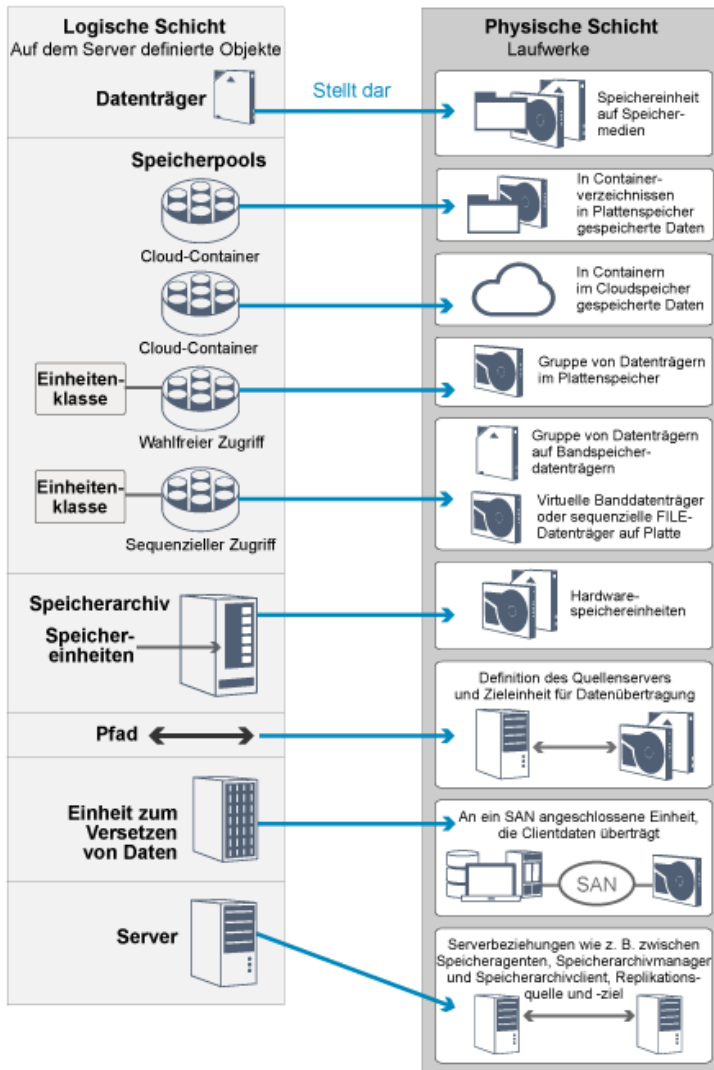 Logische Schicht
Auf dem Server definierte Objekte
Physische Schicht
Laufwerke
Datenträger
Stellt dar
Speichereinheit
auf Speicher-
medien
Speicherpools
Cloud-Container
In Container-
verzeichnissen
in Plattenspeicher
gespeicherte Daten
Cloud-Container
In Containern
im Cloudspeicher
gespeicherte Daten
Einheiten-
klasse
Wahlfreier Zugriff
Gruppe von Datenträgern
im Plattenspeicher
Einheiten-
klasse
Sequenzieller Zugriff
Gruppe von Datenträgern
auf Bandspeicher-
datenträgern
Virtuelle Banddatenträger
oder sequenzielle FILE-
Datenträger auf Platte
Speicherarchiv
Speicher-
einheiten
Hardware-
speichereinheiten
Pfad
Definition des Quellenservers
und Zieleinheit für Datenübertragung
Einheit zum
Versetzen
von Daten
An ein SAN angeschlossene Einheit,
die Clientdaten überträgt
SAN
Server
Serverbeziehungen wie z. B. zwischen
Speicheragenten, Speicherarchivmanager
und Speicherarchivclient, Replikations-
quelle und -ziel